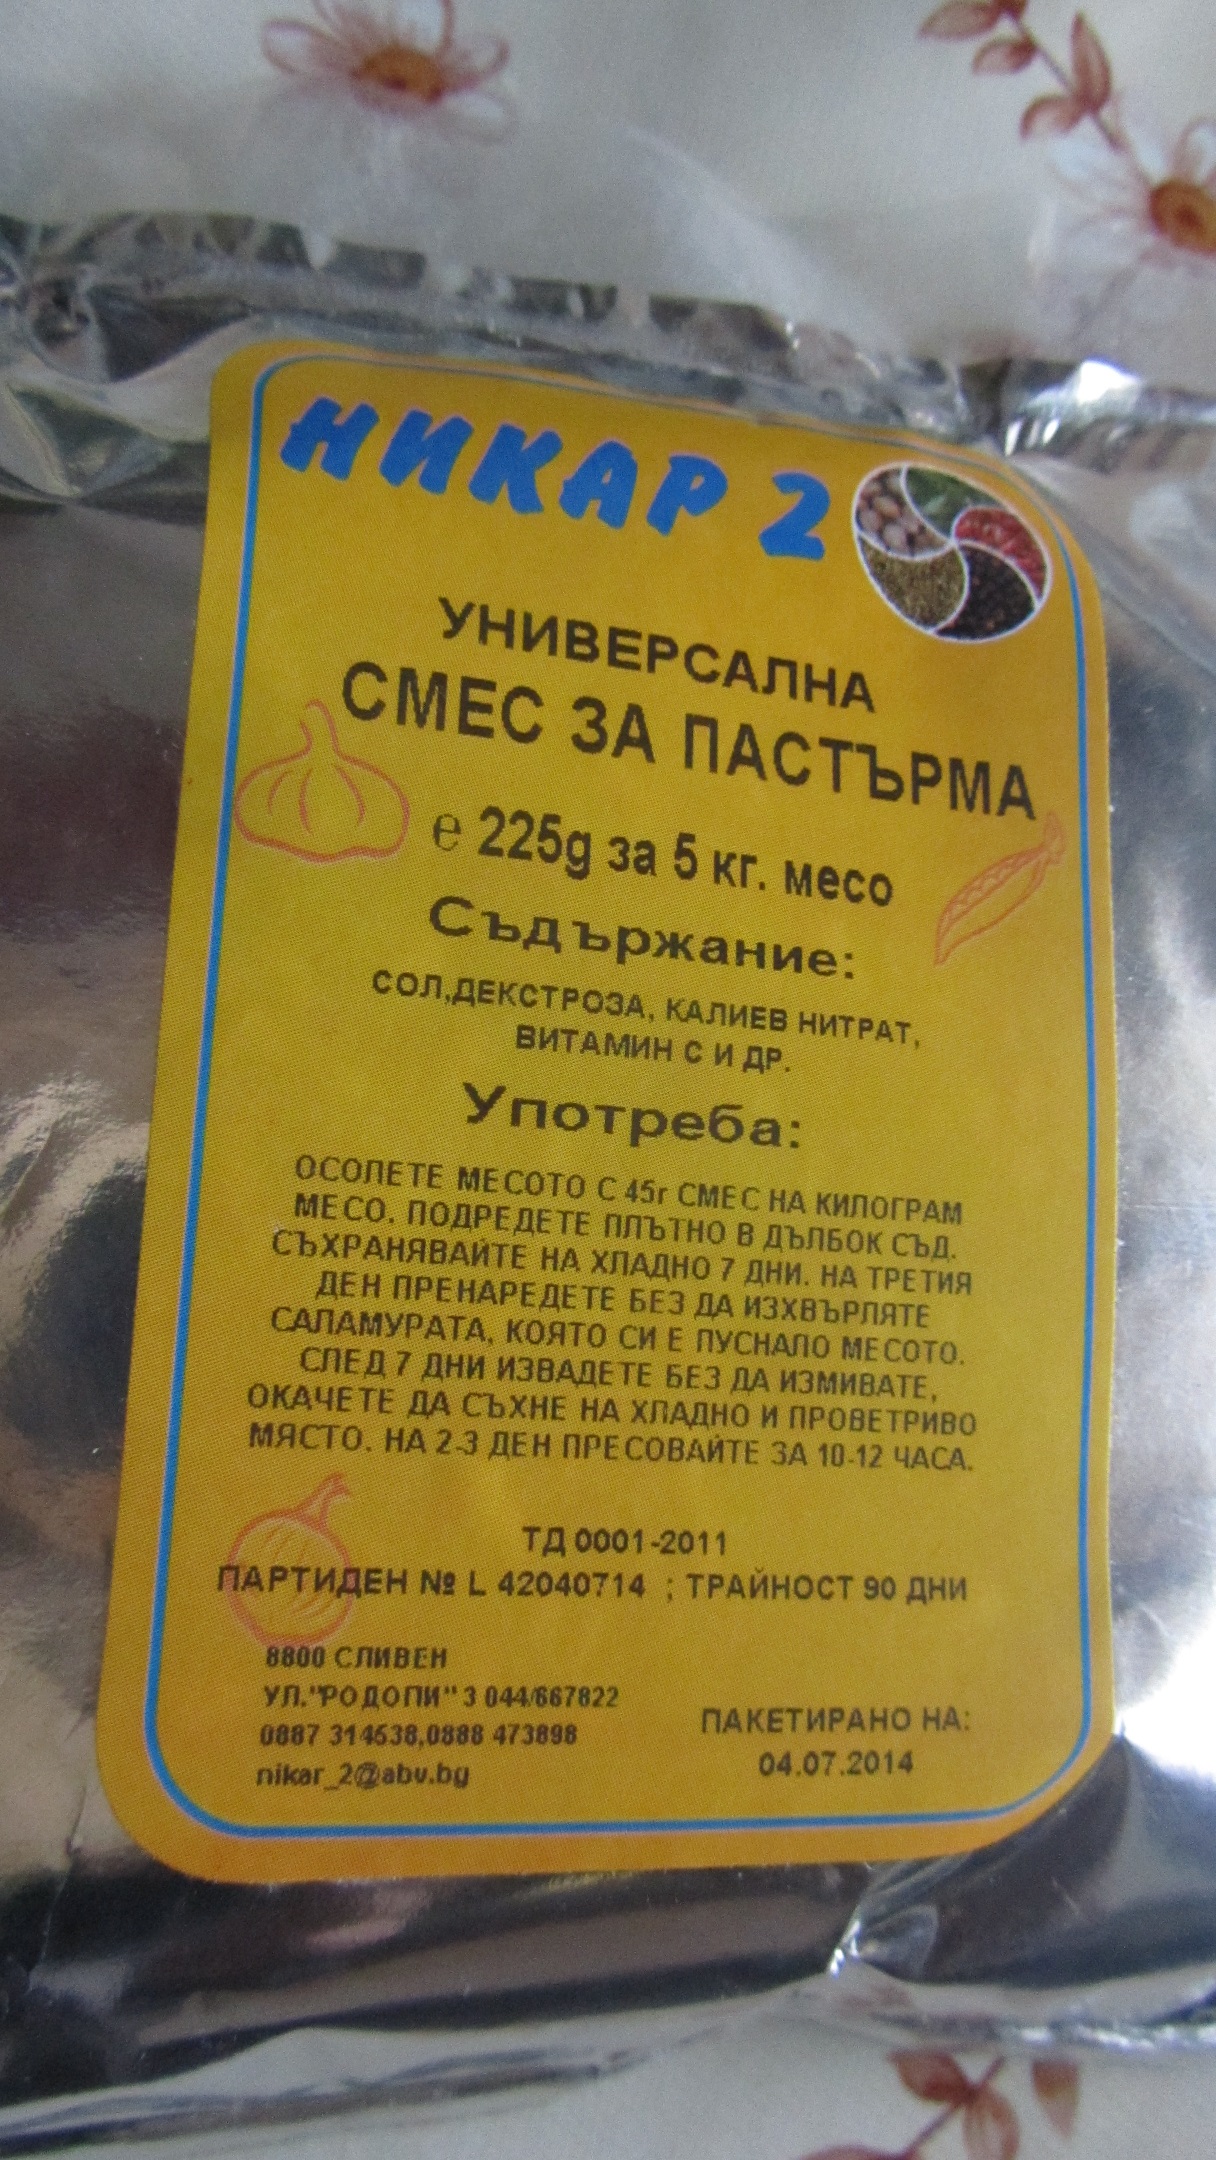 НИКАР 2
УНИВЕРСАЛНА
СМЕС ЗА ПАСТЪРМА
℮ 225g за 5 кг. месо
Съдържание:
СОЛ,ДЕКСТРОЗА, КАЛИЕВ НИТРАТ,
ВИТАМИН С И ДР.
Употреба:
ОСОЛЕТЕ МЕСОТО С 45г СМЕС НА КИЛОГРАМ
МЕСО. ПОДРЕДЕТЕ ПЛЪТНО В ДЪЛБОК СЪД.
СЪХРАНЯВАЙТЕ НА ХЛАДНО 7 ДНИ. НА ТРЕТИЯ
ДЕН ПРЕНАРЕДЕТЕ БЕЗ ДА ИЗХВЪРЛЯТЕ
САЛАМУРАТА, КОЯТО СИ Е ПУСНАЛО МЕСОТО.
СЛЕД 7 ДНИ ИЗВАДЕТЕ БЕЗ ДА ИЗМИВАТЕ,
ОКАЧЕТЕ ДА СЪХНЕ НА ХЛАДНО И ПРОВЕТРИВО
МЯСТО. НА 2-3 ДЕН ПРЕСОВАЙТЕ ЗА 10-12 ЧАСА.
ТД 0001-2011
ПАРТИДЕН № L 42040714 ; ТРАЙНОСТ 90 ДНИ
8800 СЛИВЕН
УЛ."РОДОПИ" 3 044/667822
0887 314538,0888 473898
nikar_2@abv.bg
ПАКЕТИРАНО НА:
04.07.2014